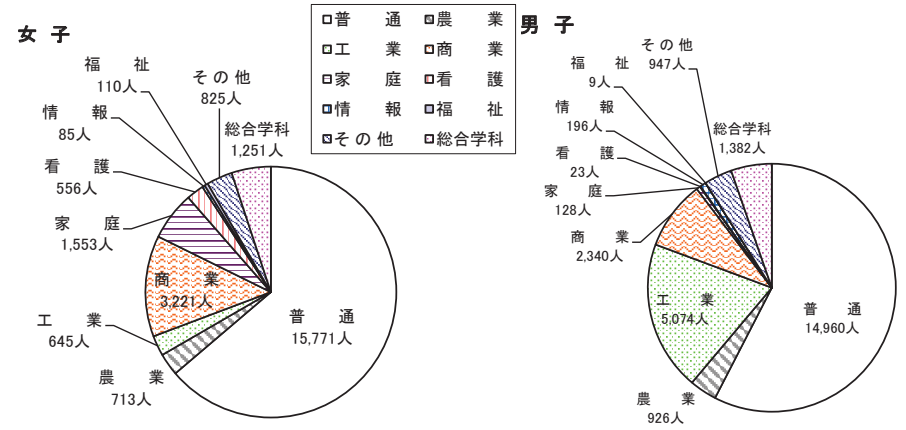 女 子
普 通 農 業
工 業 商 業
家 庭 看 護
情 報 福 祉
その他 総合学科
男 子
福 祉
110人
その他
825人
情 報
85人
総合学科
1,251人
看 護
556人
家 庭
1,553人
商 業
3,221人
工 業
645人
農 業
713人
普 通
15,771人
その他
947人
福 祉
9人
情 報
196人
総合学科
1,382人
看 護
23人
家 庭
128人
商 業
2,340人
工 業
5,074人
普 通
14,960人
農 業
926人